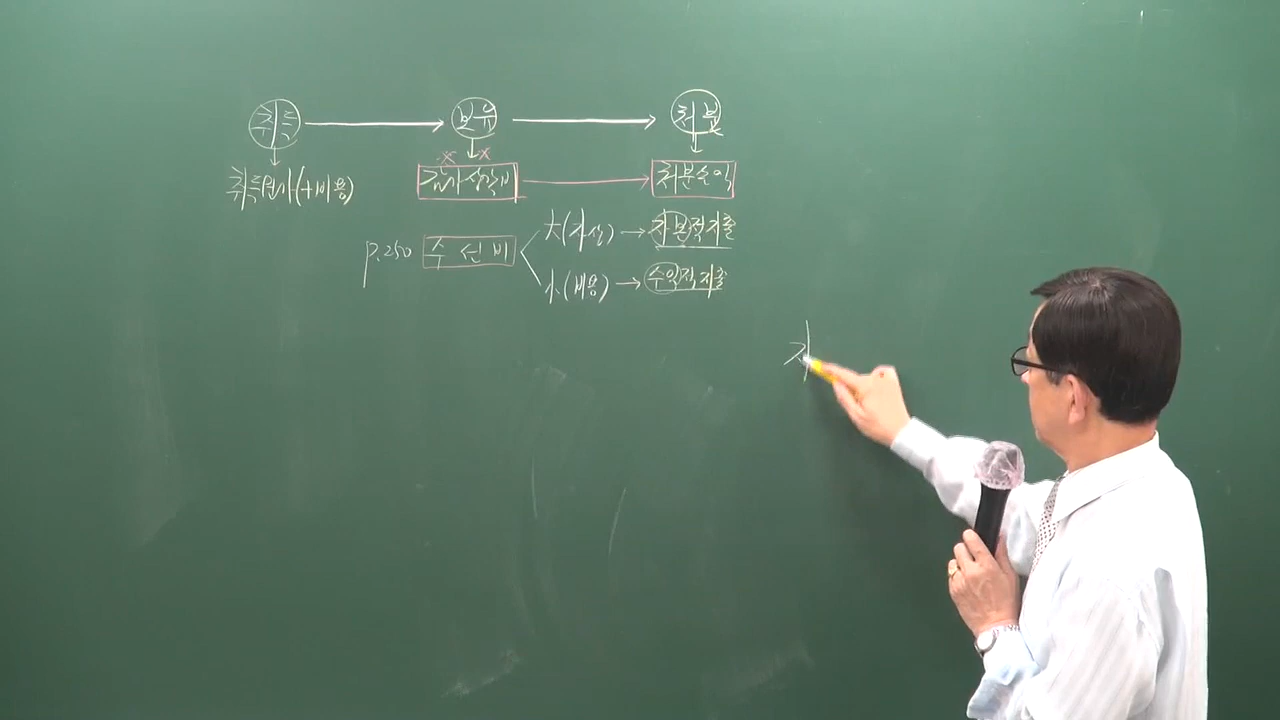 취득 → 보유 → 처분
↓ ↓ ↓
취득원가(+비용) ※ 감가상각비 ※ → 처분손익
p.250 수선비 < 大(자산) → 자본적지출
小(비용) → 수익적지출
자